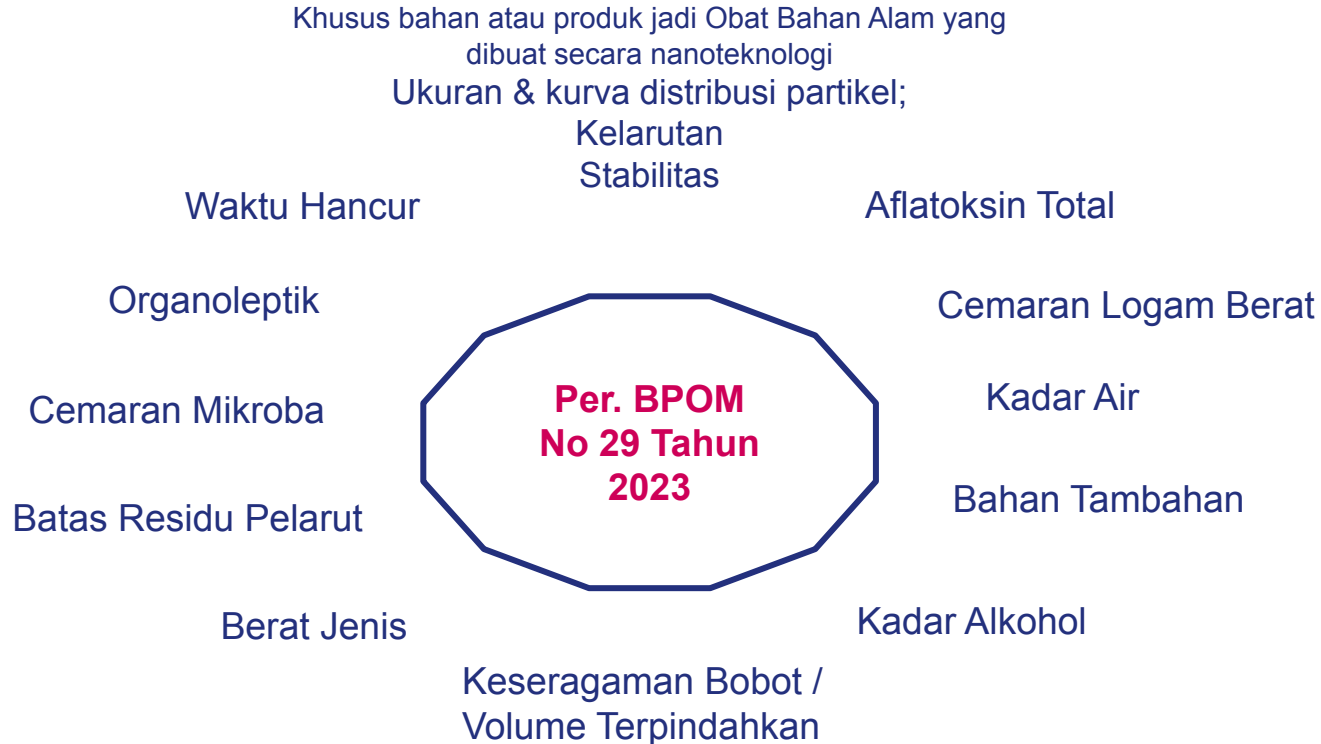 Khusus bahan atau produk jadi Obat Bahan Alam yang
dibuat secara nanoteknologi
Ukuran & kurva distribusi partikel;
Kelarutan
Stabilitas
Waktu Hancur
Aflatoksin Total
Organoleptik
Cemaran Logam Berat
Cemaran Mikroba
Per. BPOM
No 29 Tahun
2023
Kadar Air
Batas Residu Pelarut
Bahan Tambahan
Berat Jenis
Kadar Alkohol
Keseragaman Bobot /
Volume Terpindahkan